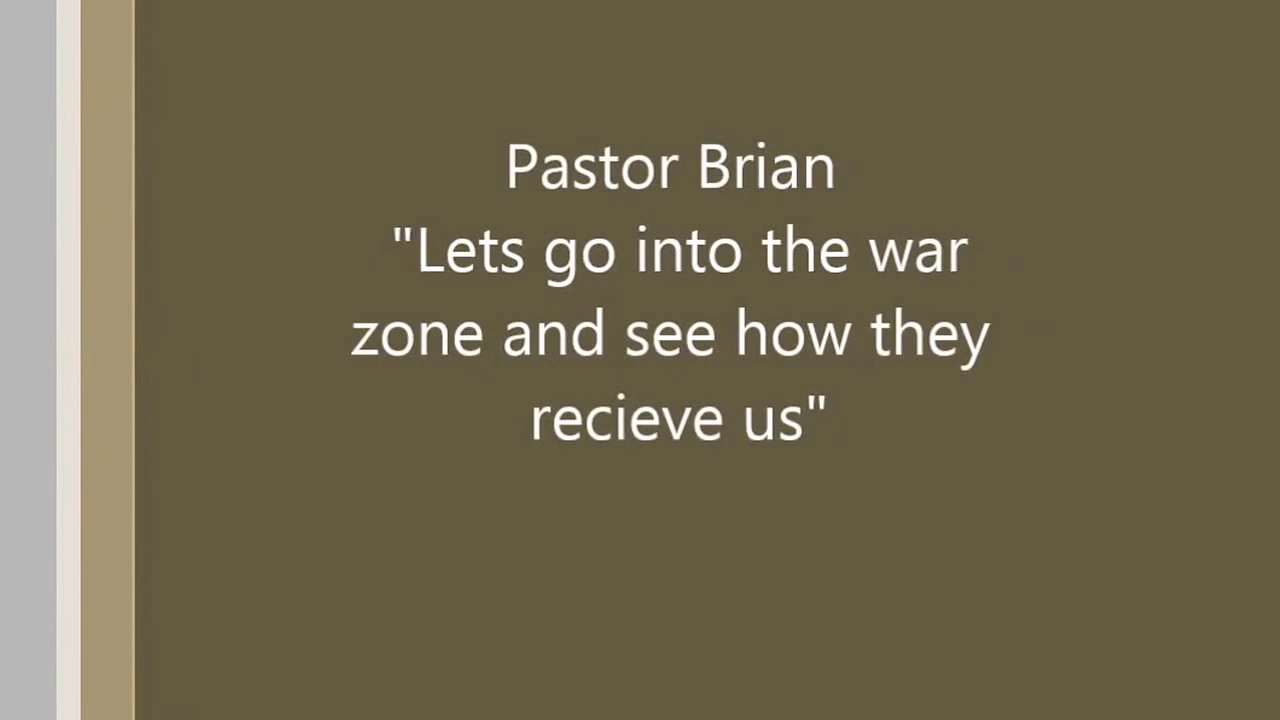 Pastor Brian
"Lets go into the war
zone and see how they
recieve us"